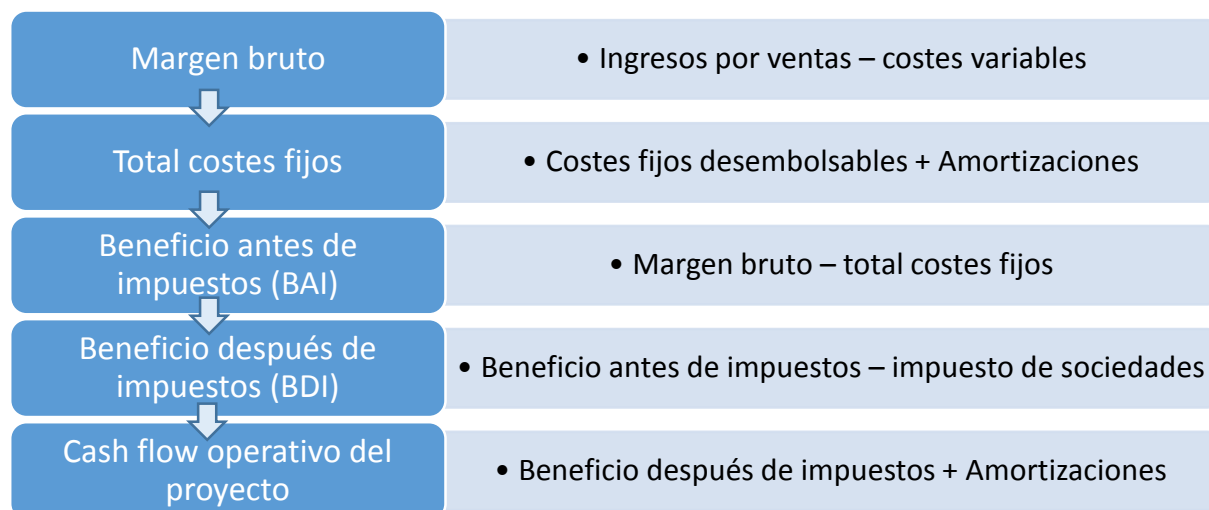 Margen bruto
• Ingresos por ventas – costes variables
Total costes fijos
• Costes fijos desembolsables + Amortizaciones
Beneficio antes de
impuestos (BAI)
• Margen bruto – total costes fijos
Beneficio después de
impuestos (BDI)
• Beneficio antes de impuestos – impuesto de sociedades
Cash flow operativo del
proyecto
• Beneficio después de impuestos + Amortizaciones